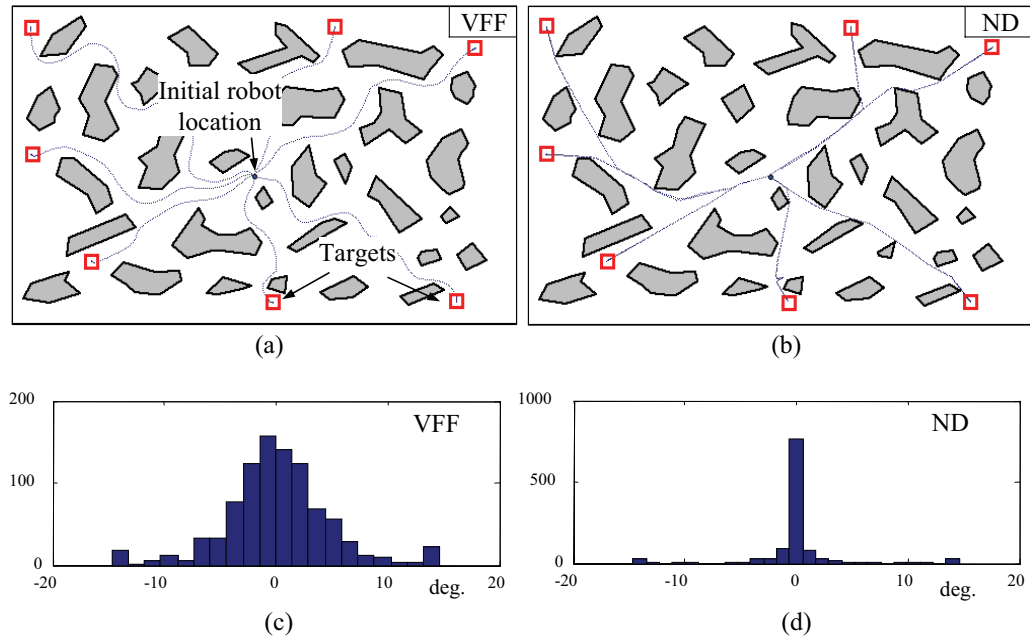 VFF
ND
Initial robot
location
Targets
(a)
(b)
200
100
0
-20
-10
0
10
20
deg.
VFF
1000
500
0
-20
-10
0
10
20
deg.
ND
(c)
(d)